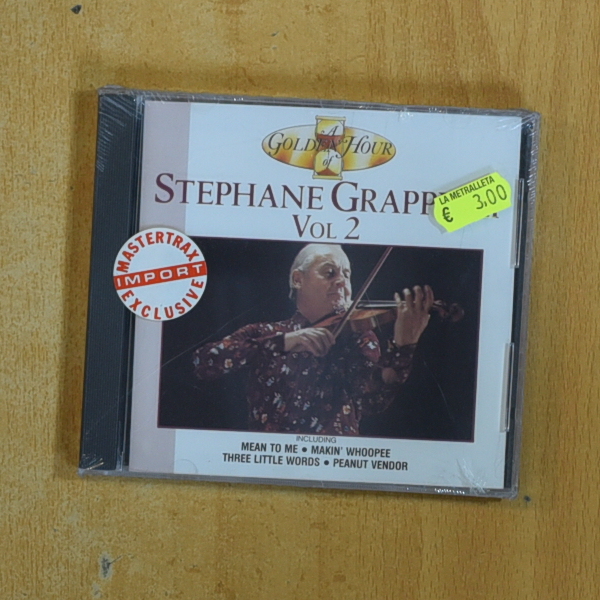 A
GOLDEN HOUR
of
STEPHANE
VOL 2
LA METRALLETA
€ 3,00
MASTERTRAX
IMPORT
EXCLUSIVE
INCLUDING
MEAN TO ME • MAKIN' WHOOPEE
THREE LITTLE WORDS • PEANUT VENDOR